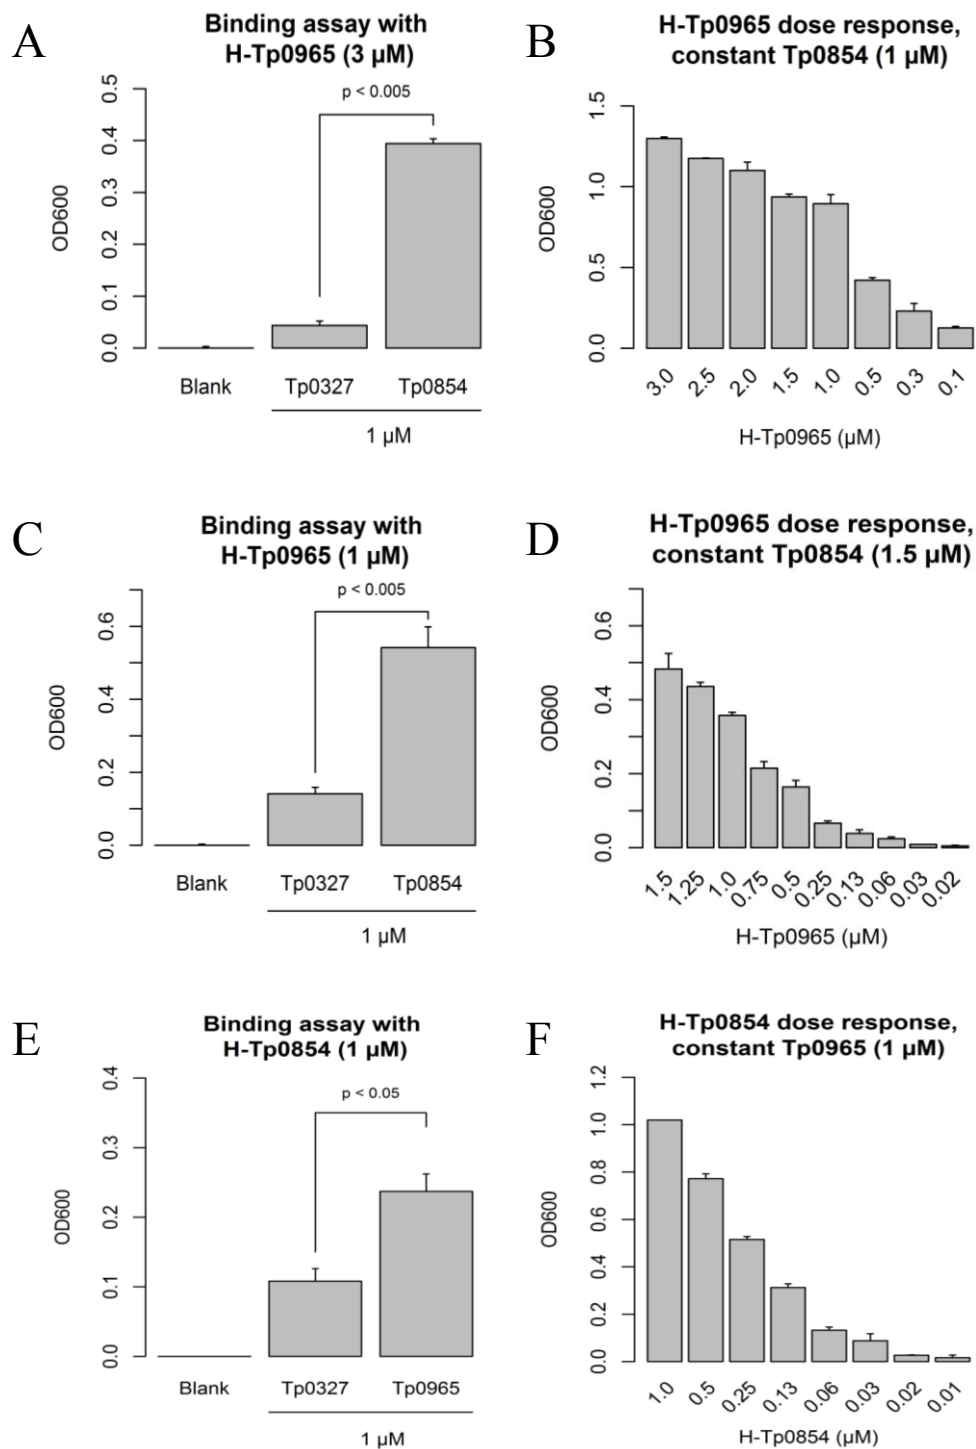 A
Binding assay with
H-Tp0965 (3 µM)
p < 0.005
0.5
0.4
0.3
0.2
0.1
0.0
OD600
Blank Tp0327 Tp0854
1 µM
B
H-Tp0965 dose response,
constant Tp0854 (1 µM)
1.5
1.0
0.5
0.0
OD600
3.0 2.5 2.0 1.5 1.0 0.5 0.3 0.1
H-Tp0965 (µM)
C
Binding assay with
H-Tp0965 (1 µM)
p < 0.005
0.6
0.4
0.2
0.0
OD600
Blank Tp0327 Tp0854
1 µM
D
H-Tp0965 dose response,
constant Tp0854 (1.5 µM)
0.6
0.4
0.2
0.0
OD600
1.5 1.25 1.0 0.75 0.5 0.25 0.13 0.06 0.03 0.02
H-Tp0965 (µM)
E
Binding assay with
H-Tp0854 (1 µM)
p < 0.05
0.4
0.3
0.2
0.1
0.0
OD600
Blank Tp0327 Tp0965
1 µM
F
H-Tp0854 dose response,
constant Tp0965 (1 µM)
1.2
1.0
0.8
0.6
0.4
0.2
0.0
OD600
1.0 0.5 0.25 0.13 0.06 0.03 0.02 0.01
H-Tp0854 (µM)